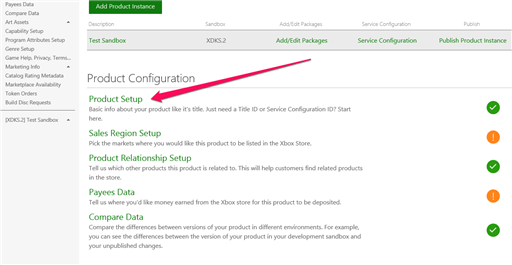 Payees Data
Compare Data
Art Assets
Capability Setup
Program Attributes Setup
Genre Setup
Game Help, Privacy, Terms...
Marketing Info
Catalog Rating Metadata
Marketplace Availability
Token Orders
Build Disc Requests
[XDKS.2] Test Sandbox
Add Product Instance
Description Sandbox Add/Edit Packages Service Configuration Publish
Test Sandbox XDKS.2 Add/Edit Packages Service Configuration Publish Product Instance
Product Configuration
Product Setup
Basic info about your product like it's title. Just need a Title ID or Service Configuration ID? Start
here.
Sales Region Setup
Pick the markets where you would like this product to be listed in the Xbox Store.
Product Relationship Setup
Tell us which other products this product is related to. This will help customers find related products
in the store.
Payees Data
Tell us where you'd like money earned from the Xbox store for this product to be deposited.
Compare Data
Compare the differences between versions of your product in different environments. For example,
you can see the differences between the version of your product in your development sandbox and
your unpublished changes.